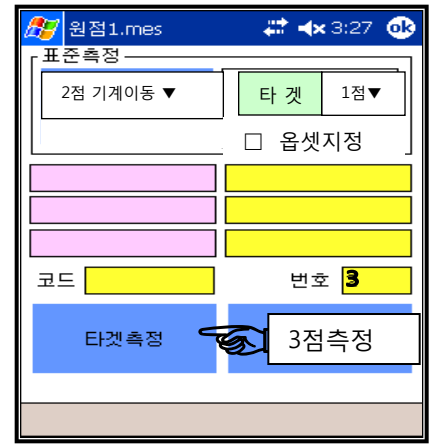 원점1.mes 3:27 ok
표준측정
2점 기계이동 ▼ 타 겟 1점▼
□ 옵셋지정
코드 번호 3
타겟측정 3점측정